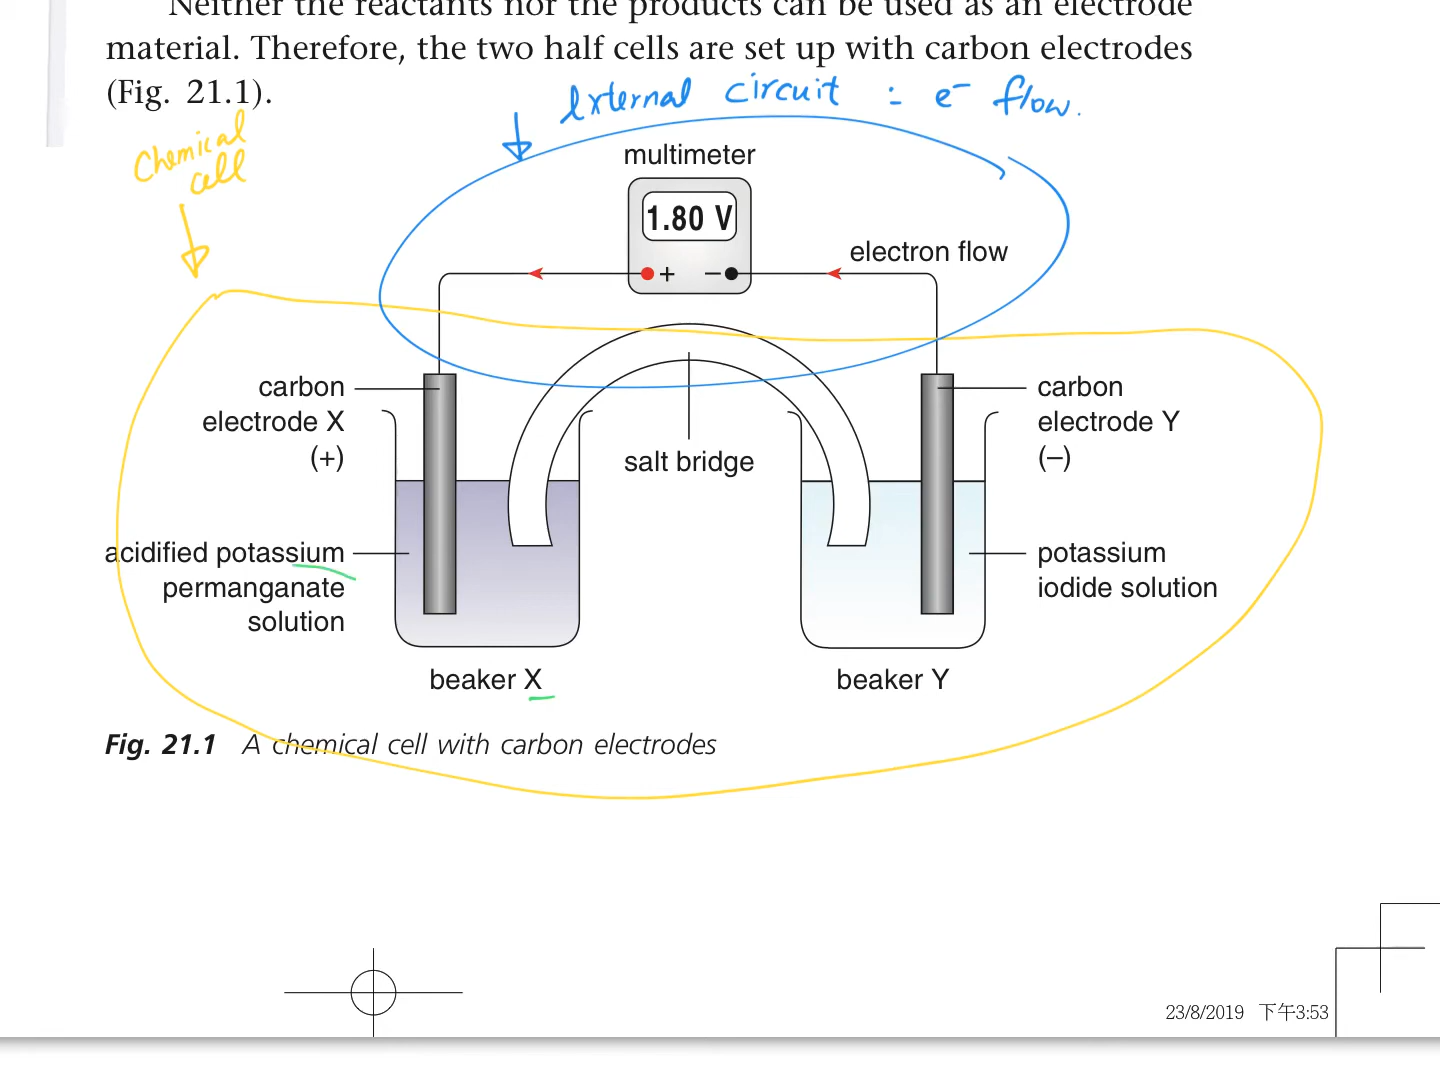 Neither the reactants nor the products can be used as an electrode
material. Therefore, the two half cells are set up with carbon electrodes
(Fig. 21.1).
External circuit : e⁻ flow.
Chemical
cell
multimeter
1.80 V
+ −
electron flow
carbon
electrode X
(+)
salt bridge
carbon
electrode Y
(−)
acidified potassium
permanganate
solution
potassium
iodide solution
beaker X
beaker Y
Fig. 21.1 A chemical cell with carbon electrodes
23/8/2019 下午3:53